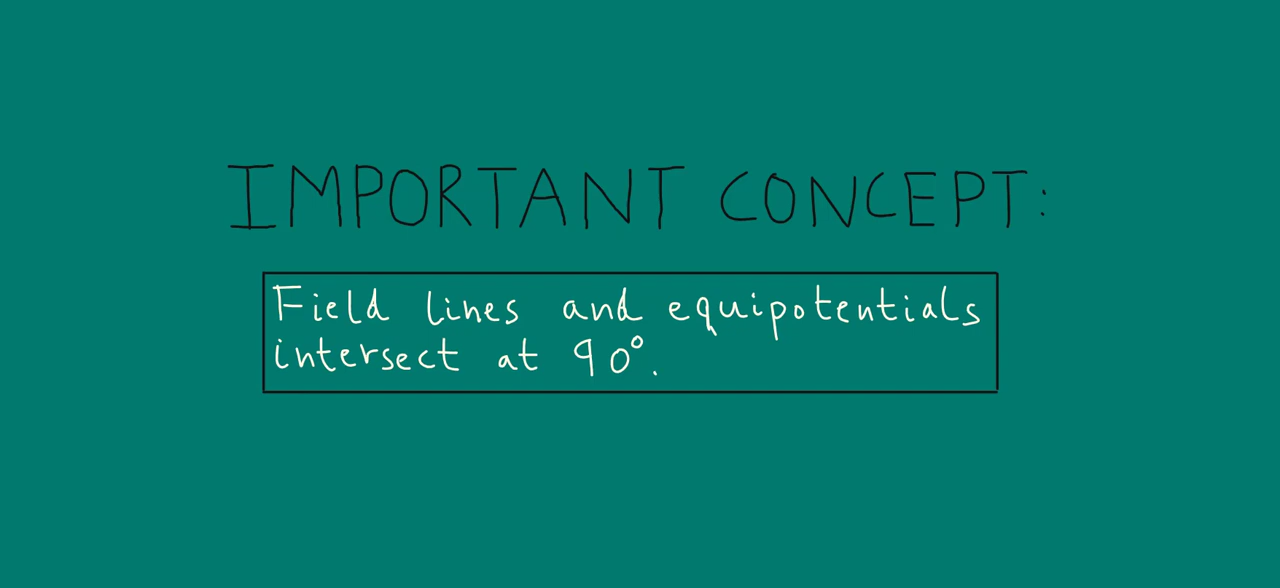 IMPORTANT CONCEPT:
Field lines and equipotentials
intersect at 90°.